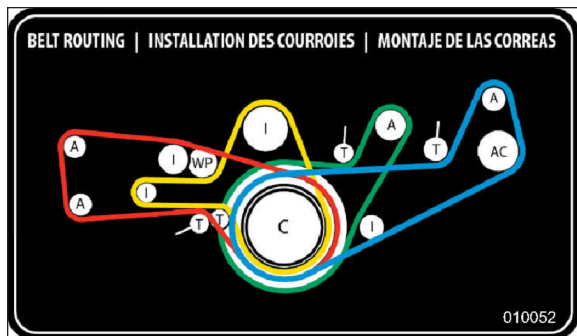 BELT ROUTING | INSTALLATION DES COURROIES | MONTAJE DE LAS CORREAS
A
A
I
T
A
T
A
I
WP
AC
I
A
T
T
C
I
010052